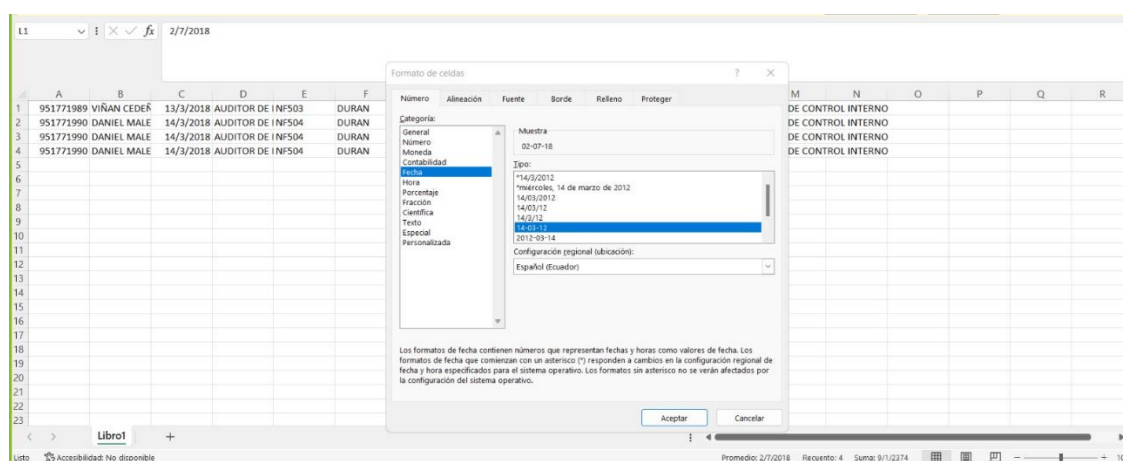 L1 fx 2/7/2018
Formato de celdas ? ×
A B C D E F M N O P Q R
Número Alineación Fuente Borde Relleno Proteger
1 951771989 VIÑAN CEDEÑ 13/3/2018 AUDITOR DE I NF503 DURAN DE CONTROL INTERNO
2 951771990 DANIEL MALE 14/3/2018 AUDITOR DE I NF504 DURAN DE CONTROL INTERNO
3 951771990 DANIEL MALE 14/3/2018 AUDITOR DE I NF504 DURAN DE CONTROL INTERNO
4 951771990 DANIEL MALE 14/3/2018 AUDITOR DE I NF504 DURAN DE CONTROL INTERNO
5
6
7
8
9
10
11
12
13
14
15
16
17
18
19
20
21
22
23
Categoría:
General
Número
Moneda
Contabilidad
Fecha
Hora
Porcentaje
Fracción
Científica
Texto
Especial
Personalizada
Muestra
02-07-18
Tipo:
*14/3/2012
*miércoles, 14 de marzo de 2012
14/03/2012
14/03/12
14/3/12
14-03-12
2012-03-14
Configuración regional (ubicación):
Español (Ecuador)
Los formatos de fecha contienen números que representan fechas y horas como valores de fecha. Los
formatos de fecha que comienzan con un asterisco (*) responden a cambios en la configuración regional de
fecha y hora especificados para el sistema operativo. Los formatos sin asterisco no se verán afectados por
la configuración del sistema operativo.
Aceptar Cancelar
Libro1 +
Listo Accesibilidad: No disponible Promedio: 2/7/2018 Recuento: 4 Suma: 9/1/2374 - + 10